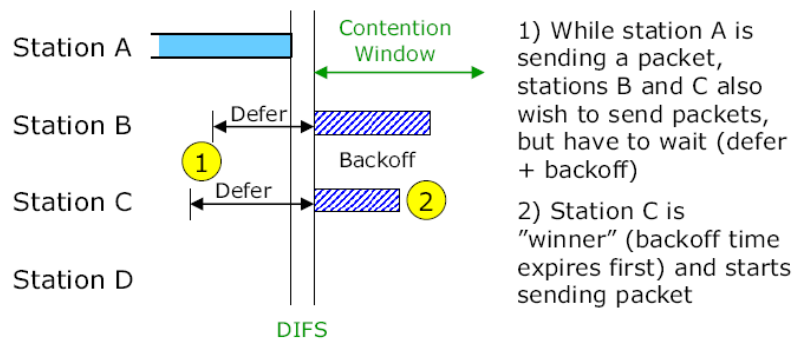 Station A
Contention
Window
Station B
Defer
1
Backoff
Station C
Defer
2
Station D
DIFS
1) While station A is
sending a packet,
stations B and C also
wish to send packets,
but have to wait (defer
+ backoff)
2) Station C is
”winner” (backoff time
expires first) and starts
sending packet